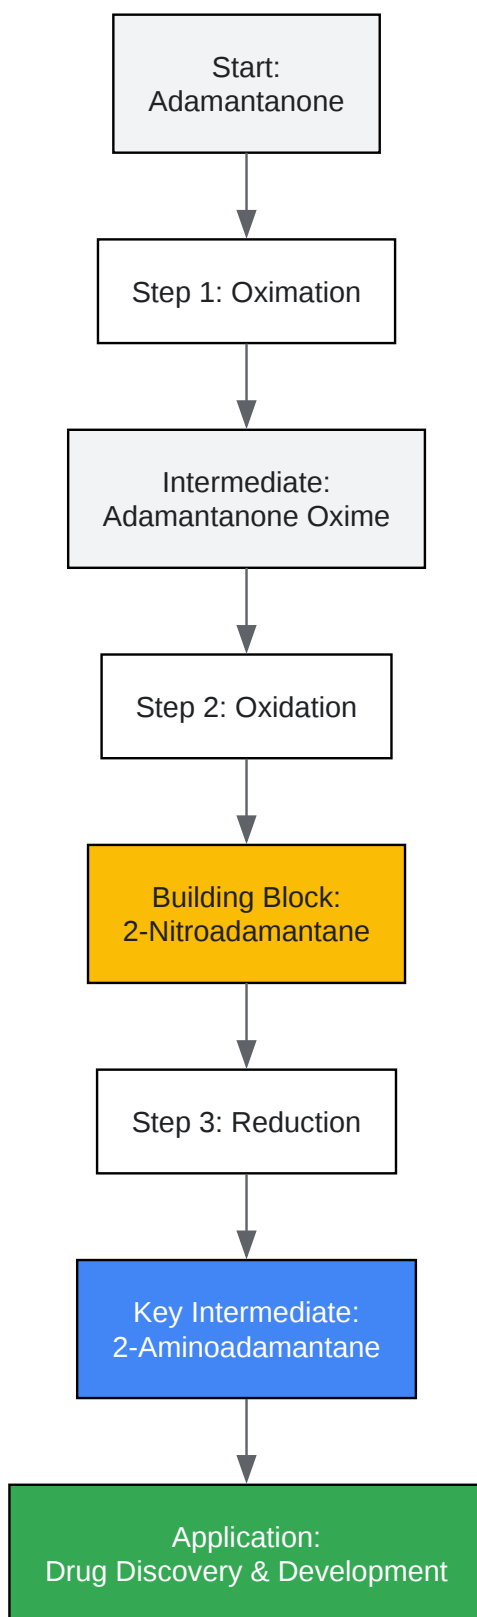 Start:
Adamantanone
Step 1: Oximation
Intermediate:
Adamantanone Oxime
Step 2: Oxidation
Building Block:
2-Nitroadamantane
Step 3: Reduction
Key Intermediate:
2-Aminoadamantane
Application:
Drug Discovery & Development